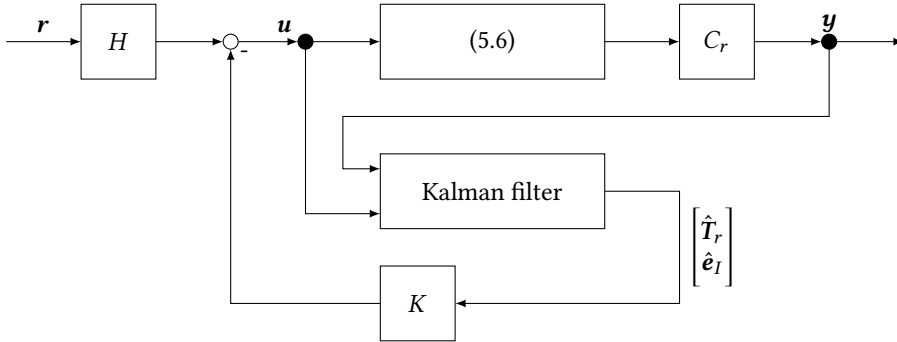 r
H
-
u
(5.6)
C_r
y
Kalman filter
T̂_r
ê_I
K